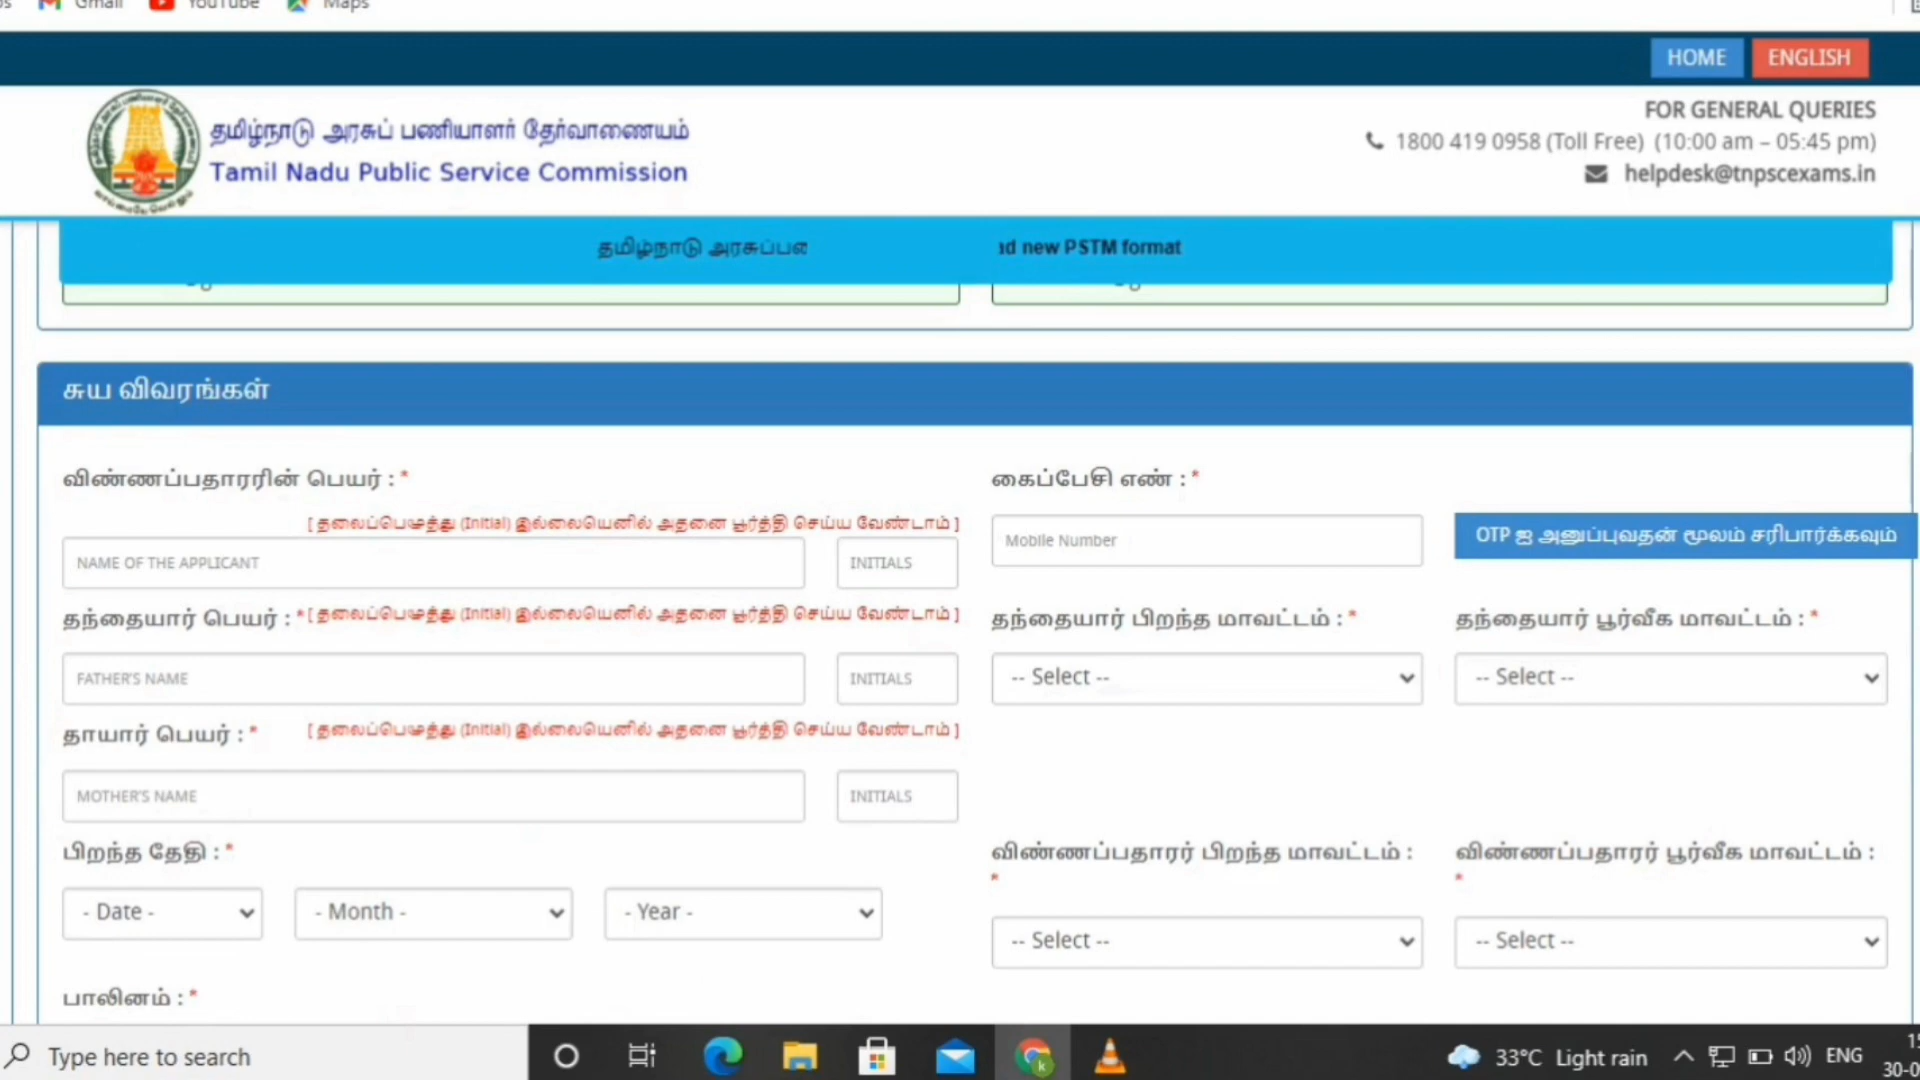 Gmail YouTube Maps
HOME ENGLISH
தமிழ்நாடு அரசுப் பணியாளர் தேர்வாணையம்
Tamil Nadu Public Service Commission
FOR GENERAL QUERIES
1800 419 0958 (Toll Free) (10:00 am – 05:45 pm)
helpdesk@tnpscexams.in
தமிழ்நாடு new PSTM format
சுய விவரங்கள்
விண்ணப்பதாரரின் பெயர் : *
[ தலைப்பெழுத்து (Initial) இல்லையெனில் அதனை பூர்த்தி செய்ய வேண்டாம் ]
NAME OF THE APPLICANT INITIALS
கைப்பேசி எண் : *
Mobile Number OTP ஐ அனுப்புவதன் மூலம் சரிபார்க்கவும்
தந்தையார் பெயர் : * [ தலைப்பெழுத்து (Initial) இல்லையெனில் அதனை பூர்த்தி செய்ய வேண்டாம் ]
FATHER'S NAME INITIALS
தந்தையார் பிறந்த மாவட்டம் : * தந்தையார் பூர்வீக மாவட்டம் : *
-- Select -- -- Select --
தாயார் பெயர் : * [ தலைப்பெழுத்து (Initial) இல்லையெனில் அதனை பூர்த்தி செய்ய வேண்டாம் ]
MOTHER'S NAME INITIALS
பிறந்த தேதி : *
- Date - - Month - - Year -
விண்ணப்பதாரர் பிறந்த மாவட்டம் : * விண்ணப்பதாரர் பூர்வீக மாவட்டம் : *
-- Select -- -- Select --
பாலினம் : *
Type here to search
33°C Light rain ENG